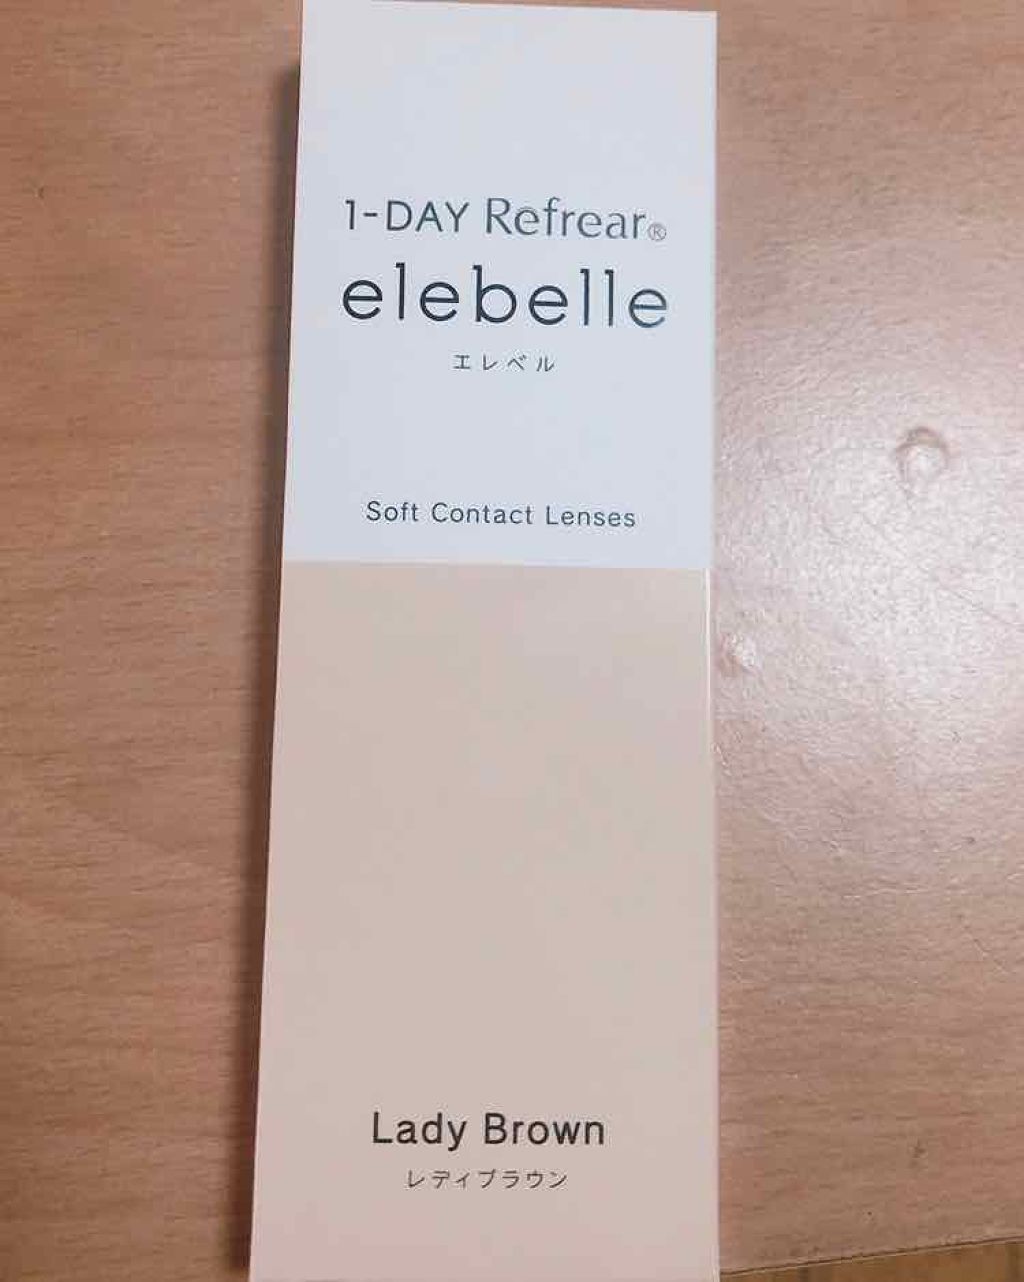 1-DAY Refrear®
elebelle
エレベル
Soft Contact Lenses
Lady Brown
レディブラウン